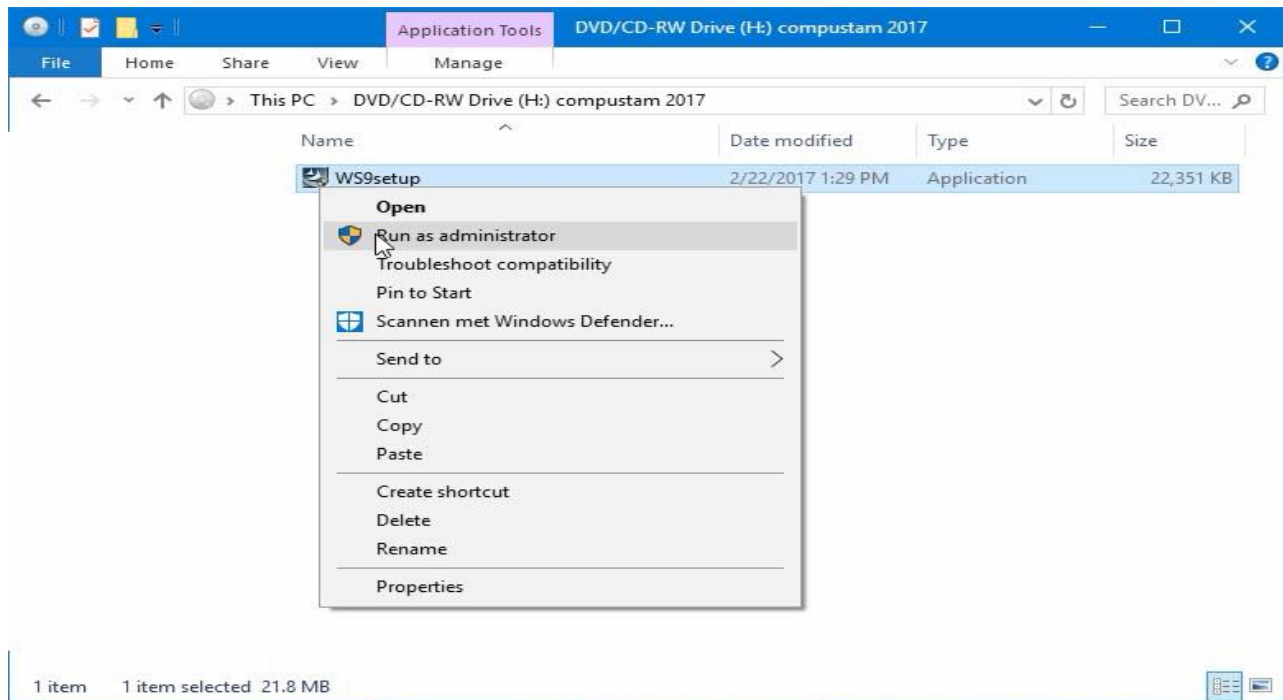 Application Tools DVD/CD-RW Drive (H:) compustam 2017
File Home Share View Manage
This PC > DVD/CD-RW Drive (H:) compustam 2017 Search DV...
Name Date modified Type Size
WS9setup 2/22/2017 1:29 PM Application 22,351 KB
Open
Run as administrator
Troubleshoot compatibility
Pin to Start
Scannen met Windows Defender...
Send to
Cut
Copy
Paste
Create shortcut
Delete
Rename
Properties
1 item 1 item selected 21.8 MB